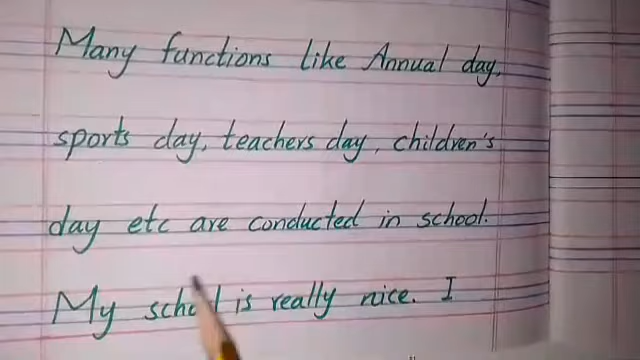 Many functions like Annual day,
sports day, teachers day, children's
day etc are conducted in school.
My school is really nice. I